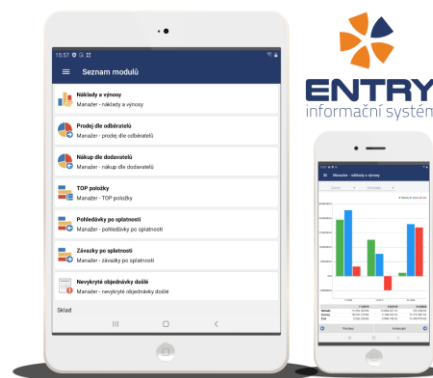 15:57
Seznam modulů
Náklady a výnosy
Manažer - náklady a výnosy
Prodej dle odběratelů
Manažer - prodej dle odběratelů
Nákup dle dodavatelů
Manažer - nákup dle dodavatelů
TOP položky
Manažer - TOP položky
Pohledávky po splatnosti
Manažer - pohledávky po splatnosti
Závazky po splatnosti
Manažer - závazky po splatnosti
Nevykryté objednávky došlé
Manažer - nevykryté objednávky došlé
Sklad
ENTRY
informační systém
Manažer - náklady a výnosy